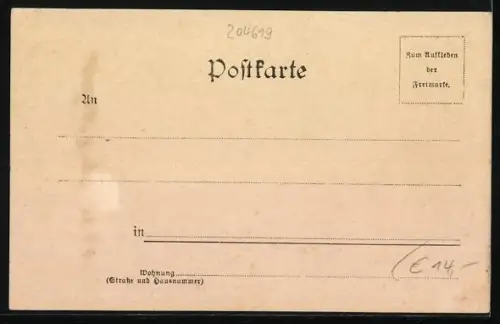 204619
Postkarte
Zum Aufkleben
der
Freimarke.
An
in
Wohnung
(Straße und Hausnummer)
€ 14,-